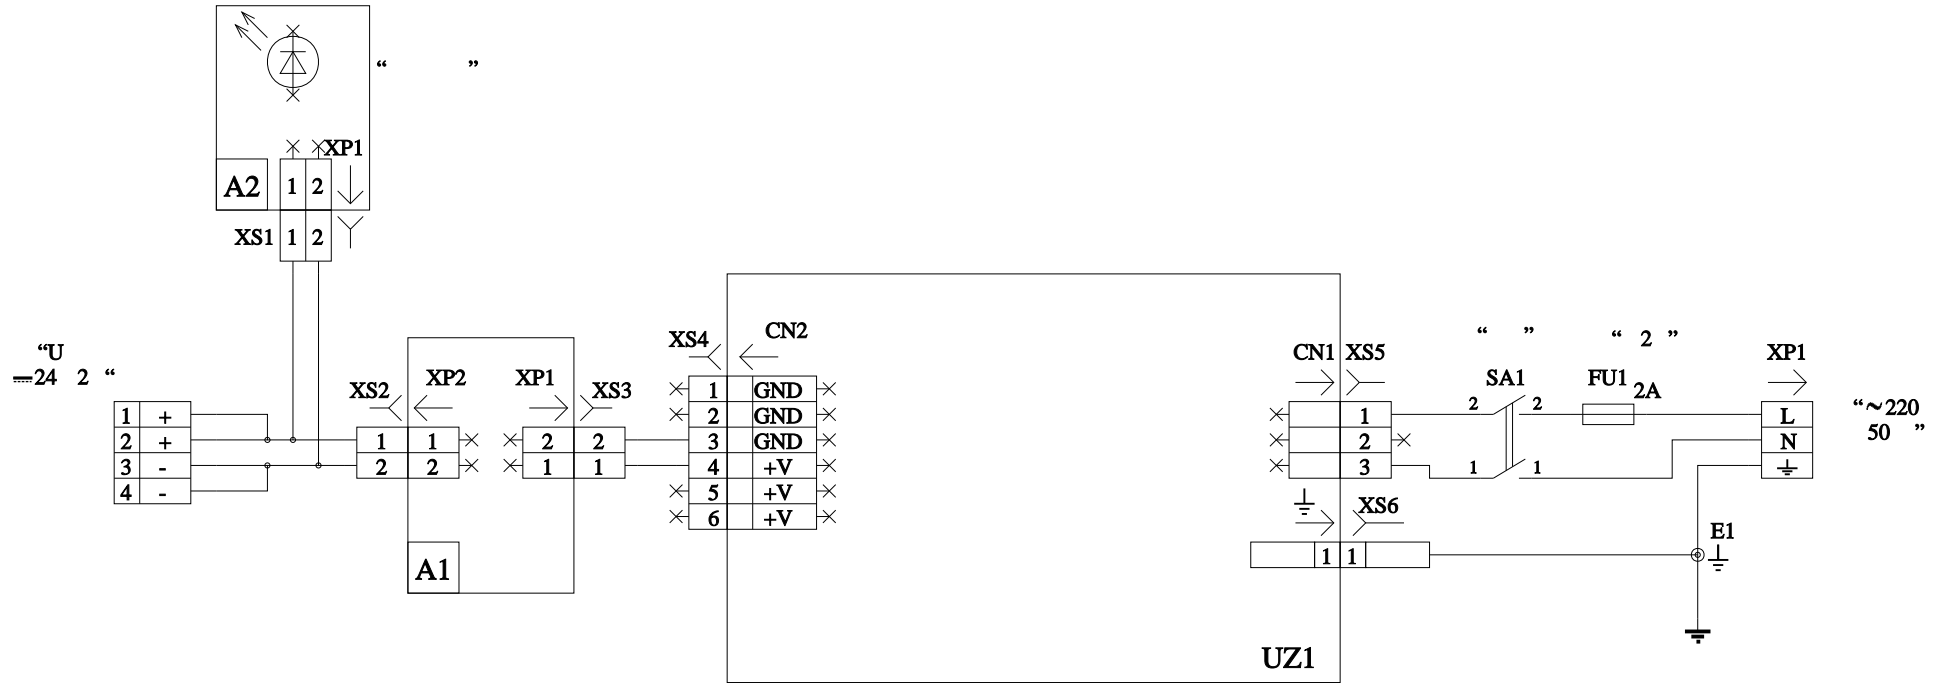 “ ”
XP1
A2 1 2
XS1 1 2
“U
24 2 “
1 +
2 +
3 -
4 -
XS2 XP2
1 1
2 2
XP1 XS3
2 2
1 1
A1
XS4 CN2
1 GND
2 GND
3 GND
4 +V
5 +V
6 +V
UZ1
CN1 XS5
1
2
3
XS6
1 1
“ ”
SA1
2 2
1 1
“ 2 ”
FU1
2A
XP1
L
N
E1
“~220
50 ”